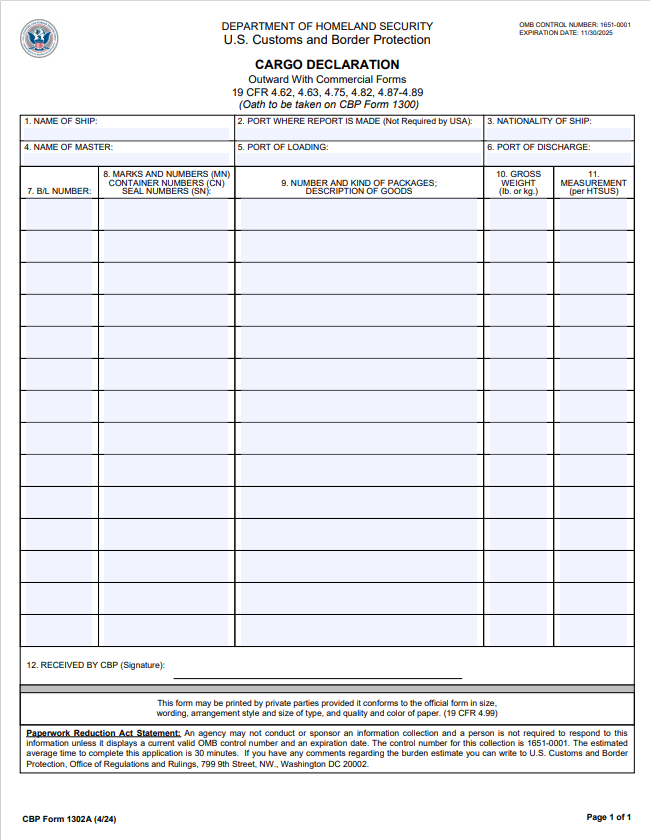 DEPARTMENT OF HOMELAND SECURITY
U.S. Customs and Border Protection
OMB CONTROL NUMBER: 1651-0001
EXPIRATION DATE: 11/30/2025
CARGO DECLARATION
Outward With Commercial Forms
19 CFR 4.62, 4.63, 4.75, 4.82, 4.87-4.89
(Oath to be taken on CBP Form 1300)
1. NAME OF SHIP:
2. PORT WHERE REPORT IS MADE (Not Required by USA):
3. NATIONALITY OF SHIP:
4. NAME OF MASTER:
5. PORT OF LOADING:
6. PORT OF DISCHARGE:
7. B/L NUMBER:
8. MARKS AND NUMBERS (MN)
CONTAINER NUMBERS (CN)
SEAL NUMBERS (SN):
9. NUMBER AND KIND OF PACKAGES;
DESCRIPTION OF GOODS
10. GROSS
WEIGHT
(lb. or kg.)
11.
MEASUREMENT
(per HTSUS)
12. RECEIVED BY CBP (Signature):
This form may be printed by private parties provided it conforms to the official form in size,
wording, arrangement style and size of type, and quality and color of paper. (19 CFR 4.99)
Paperwork Reduction Act Statement: An agency may not conduct or sponsor an information collection and a person is not required to respond to this
information unless it displays a current valid OMB control number and an expiration date. The control number for this collection is 1651-0001. The estimated
average time to complete this application is 30 minutes. If you have any comments regarding the burden estimate you can write to U.S. Customs and Border
Protection, Office of Regulations and Rulings, 799 9th Street, NW., Washington DC 20002.
CBP Form 1302A (4/24)
Page 1 of 1